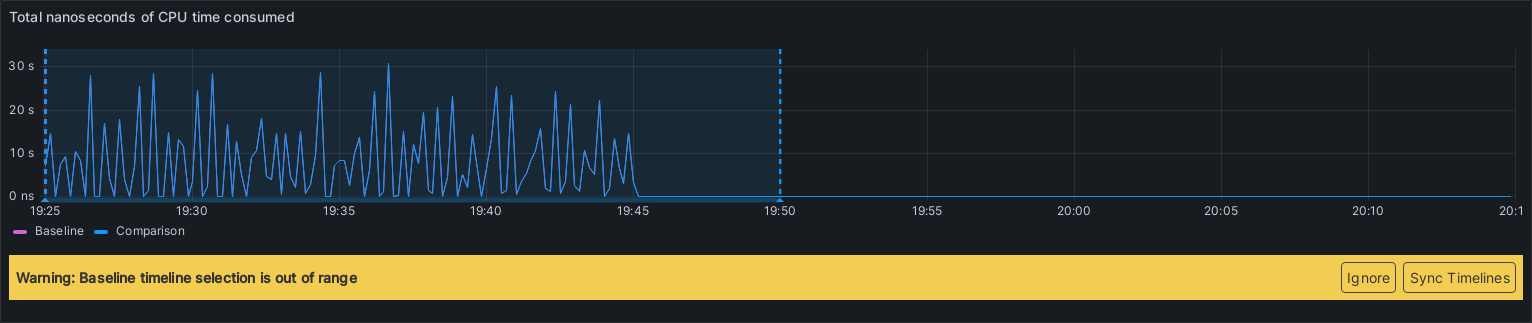 Total nanoseconds of CPU time consumed
30 s
20 s
10 s
0 ns
19:25 19:30 19:35 19:40 19:45 19:50 19:55 20:00 20:05 20:10 20:1
Baseline Comparison
Warning: Baseline timeline selection is out of range Ignore Sync Timelines